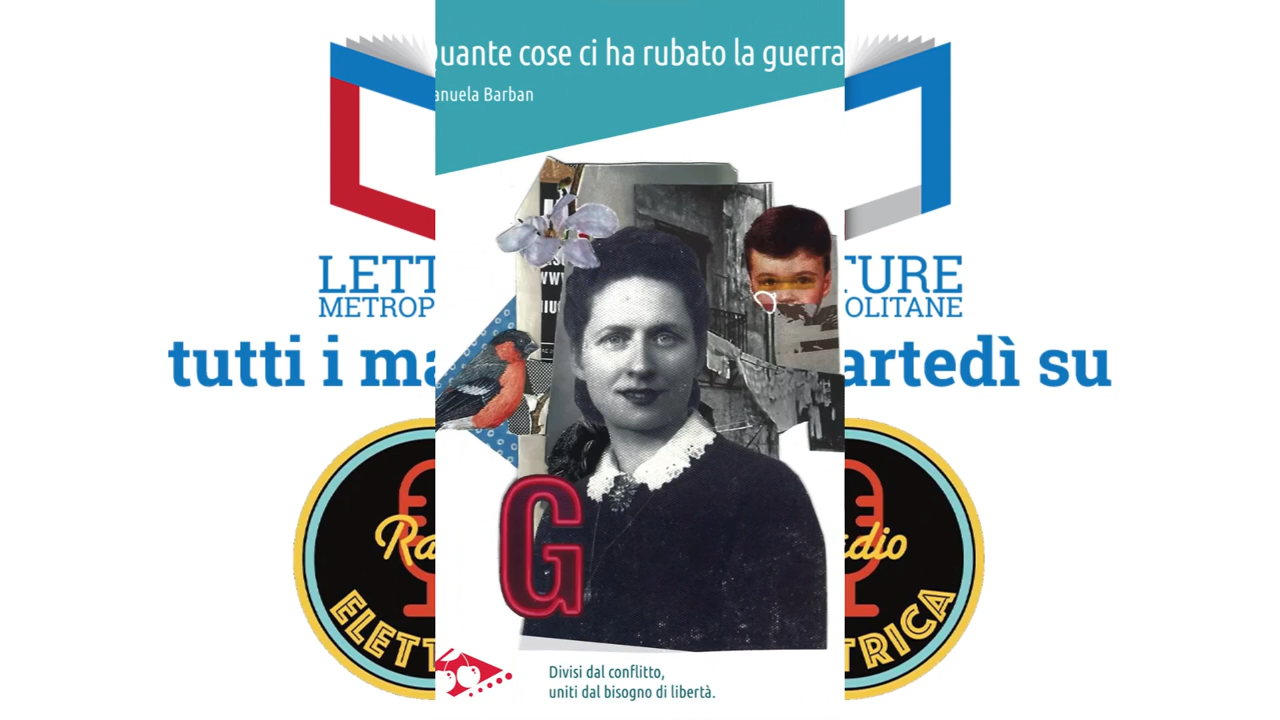 Quante cose ci ha rubato la guerra
anuela Barban
LETT TURE
METROP OLITANE
tutti i ma artedì su
G
Ra dio
ELETT TRICA
Divisi dal conflitto,
uniti dal bisogno di libertà.